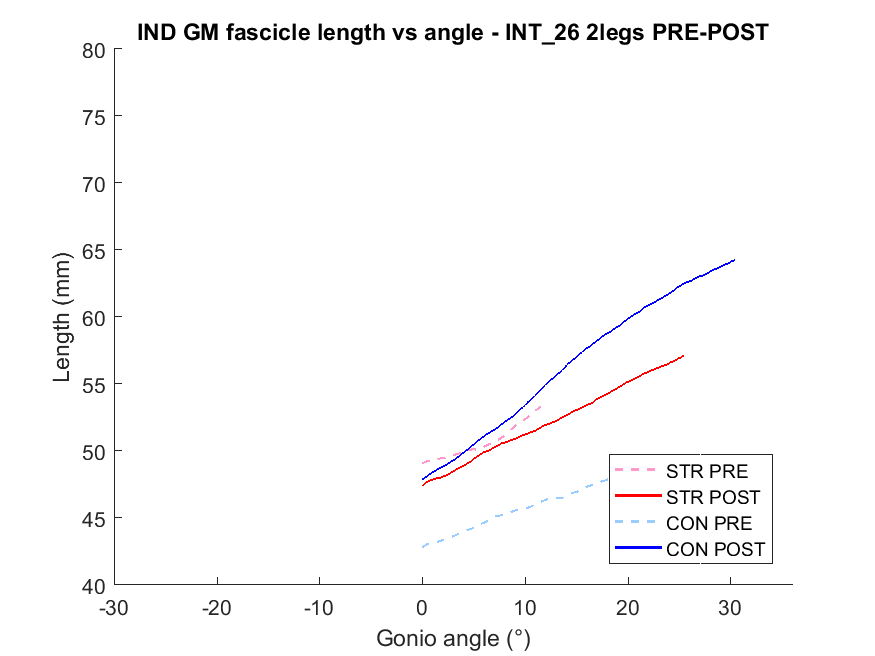 IND GM fascicle length vs angle - INT_26 2legs PRE-POST
80
75
70
65
60
55
50
45
40
Length (mm)
-30
-20
-10
0
10
20
30
Gonio angle (°)
STR PRE
STR POST
CON PRE
CON POST